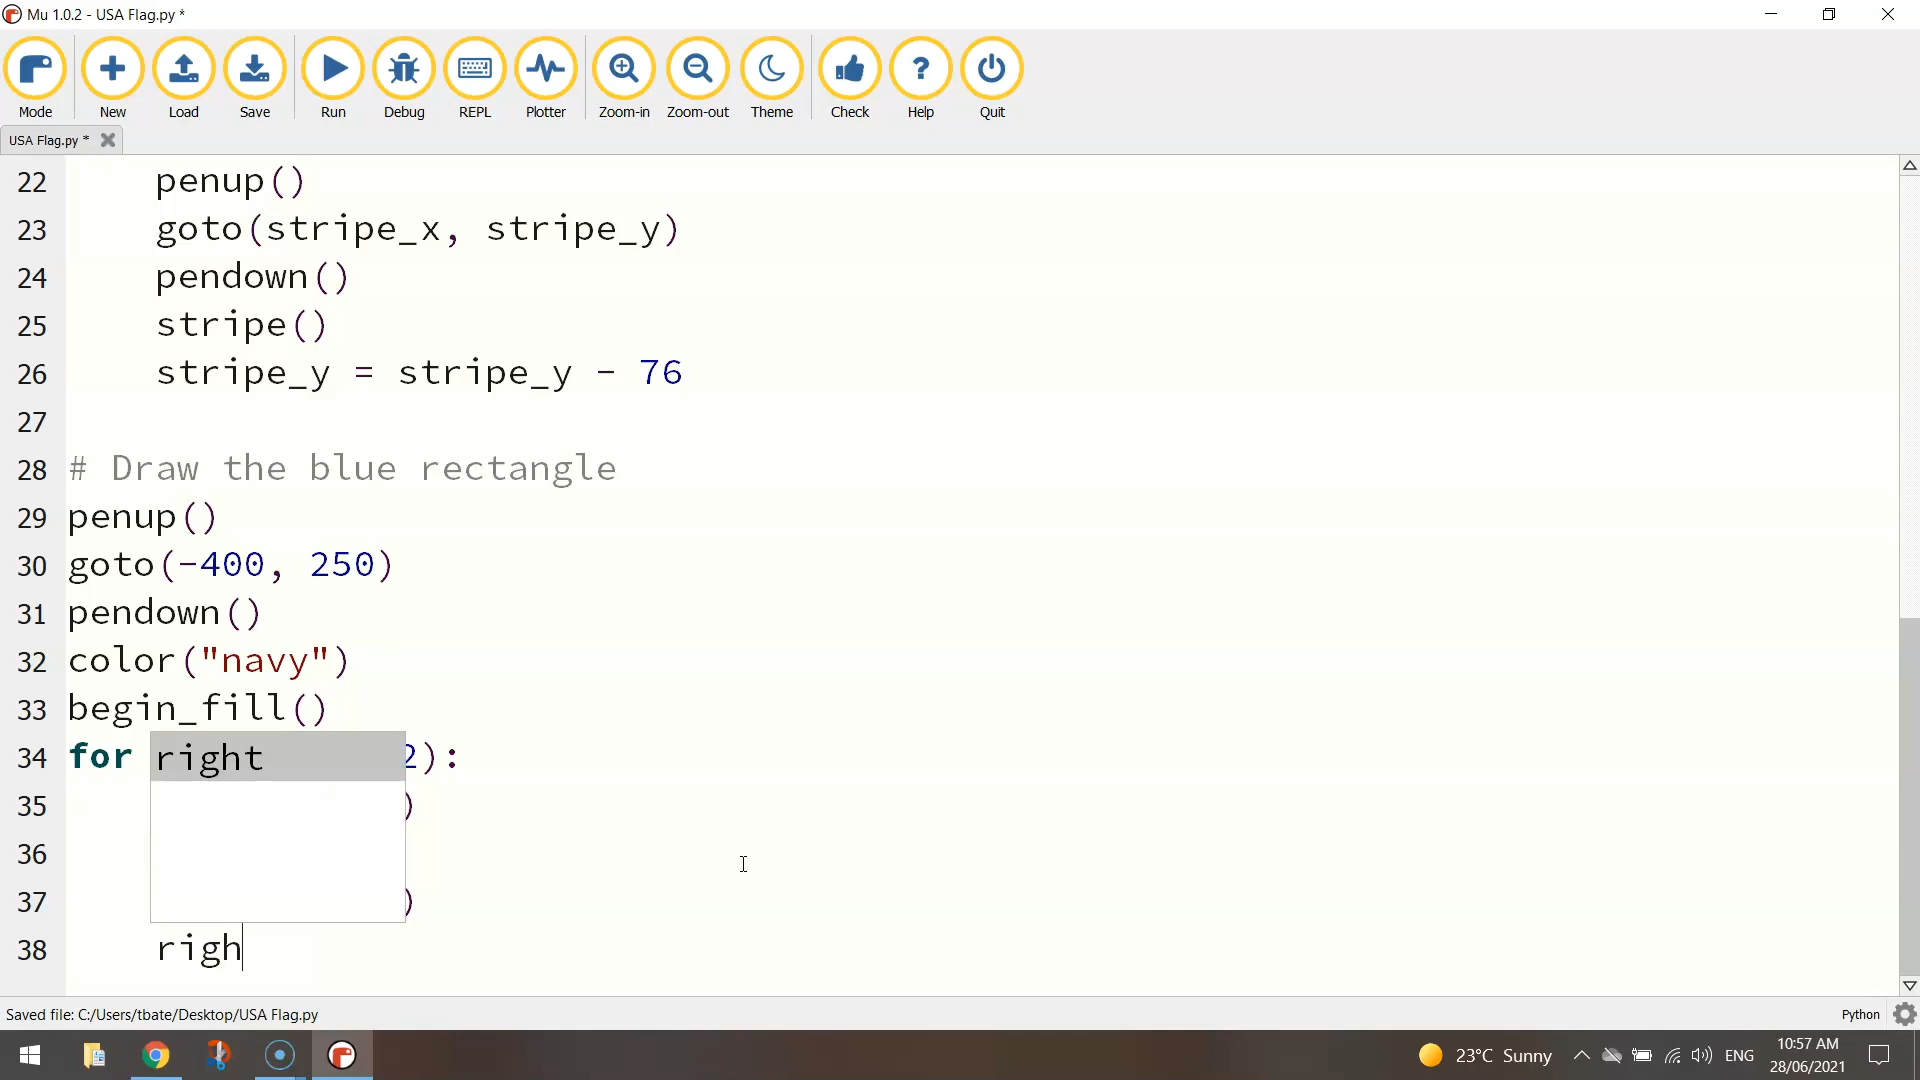 Mu 1.0.2 - USA Flag.py *
Mode New Load Save Run Debug REPL Plotter Zoom-in Zoom-out Theme Check Help Quit
USA Flag.py *
22 penup()
23 goto(stripe_x, stripe_y)
24 pendown()
25 stripe()
26 stripe_y = stripe_y - 76
27
28 # Draw the blue rectangle
29 penup()
30 goto(-400, 250)
31 pendown()
32 color("navy")
33 begin_fill()
34 for 2):
right
35 )
36
37 )
38 righ
Saved file: C:/Users/tbate/Desktop/USA Flag.py
Python
23°C Sunny
ENG
10:57 AM
28/06/2021